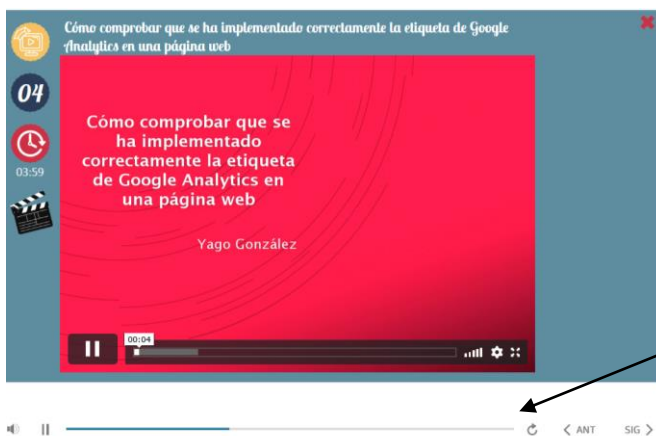 Cómo comprobar que se ha implementado correctamente la etiqueta de Google
Analytics en una página web
04
03:59
Cómo comprobar que se
ha implementado
correctamente la etiqueta
de Google Analytics en
una página web
Yago González
00:04
ANT
SIG